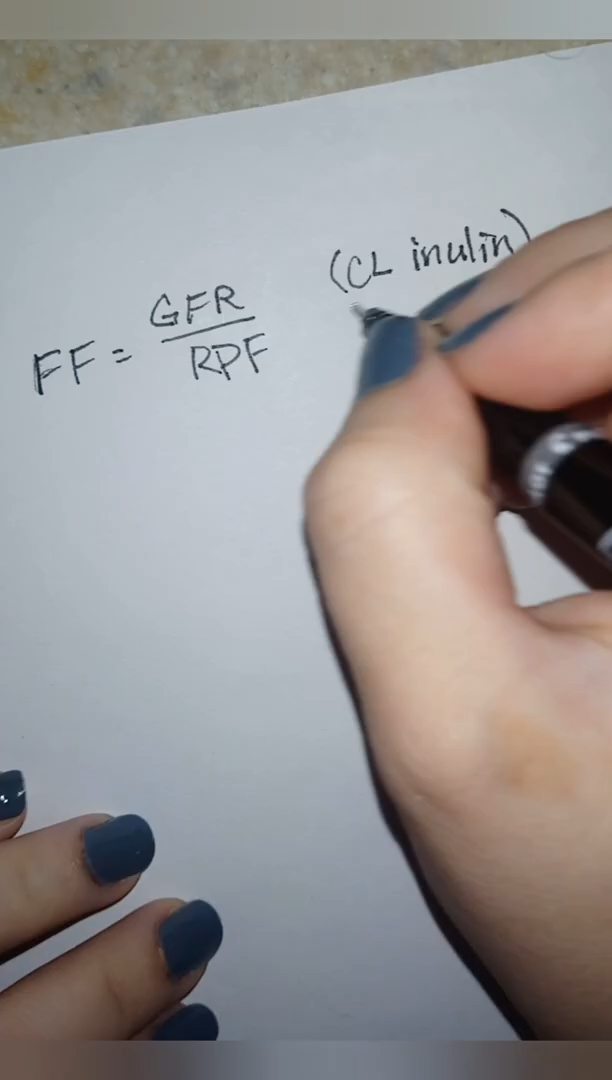 (CL inulin)
FF = GFR
RPF